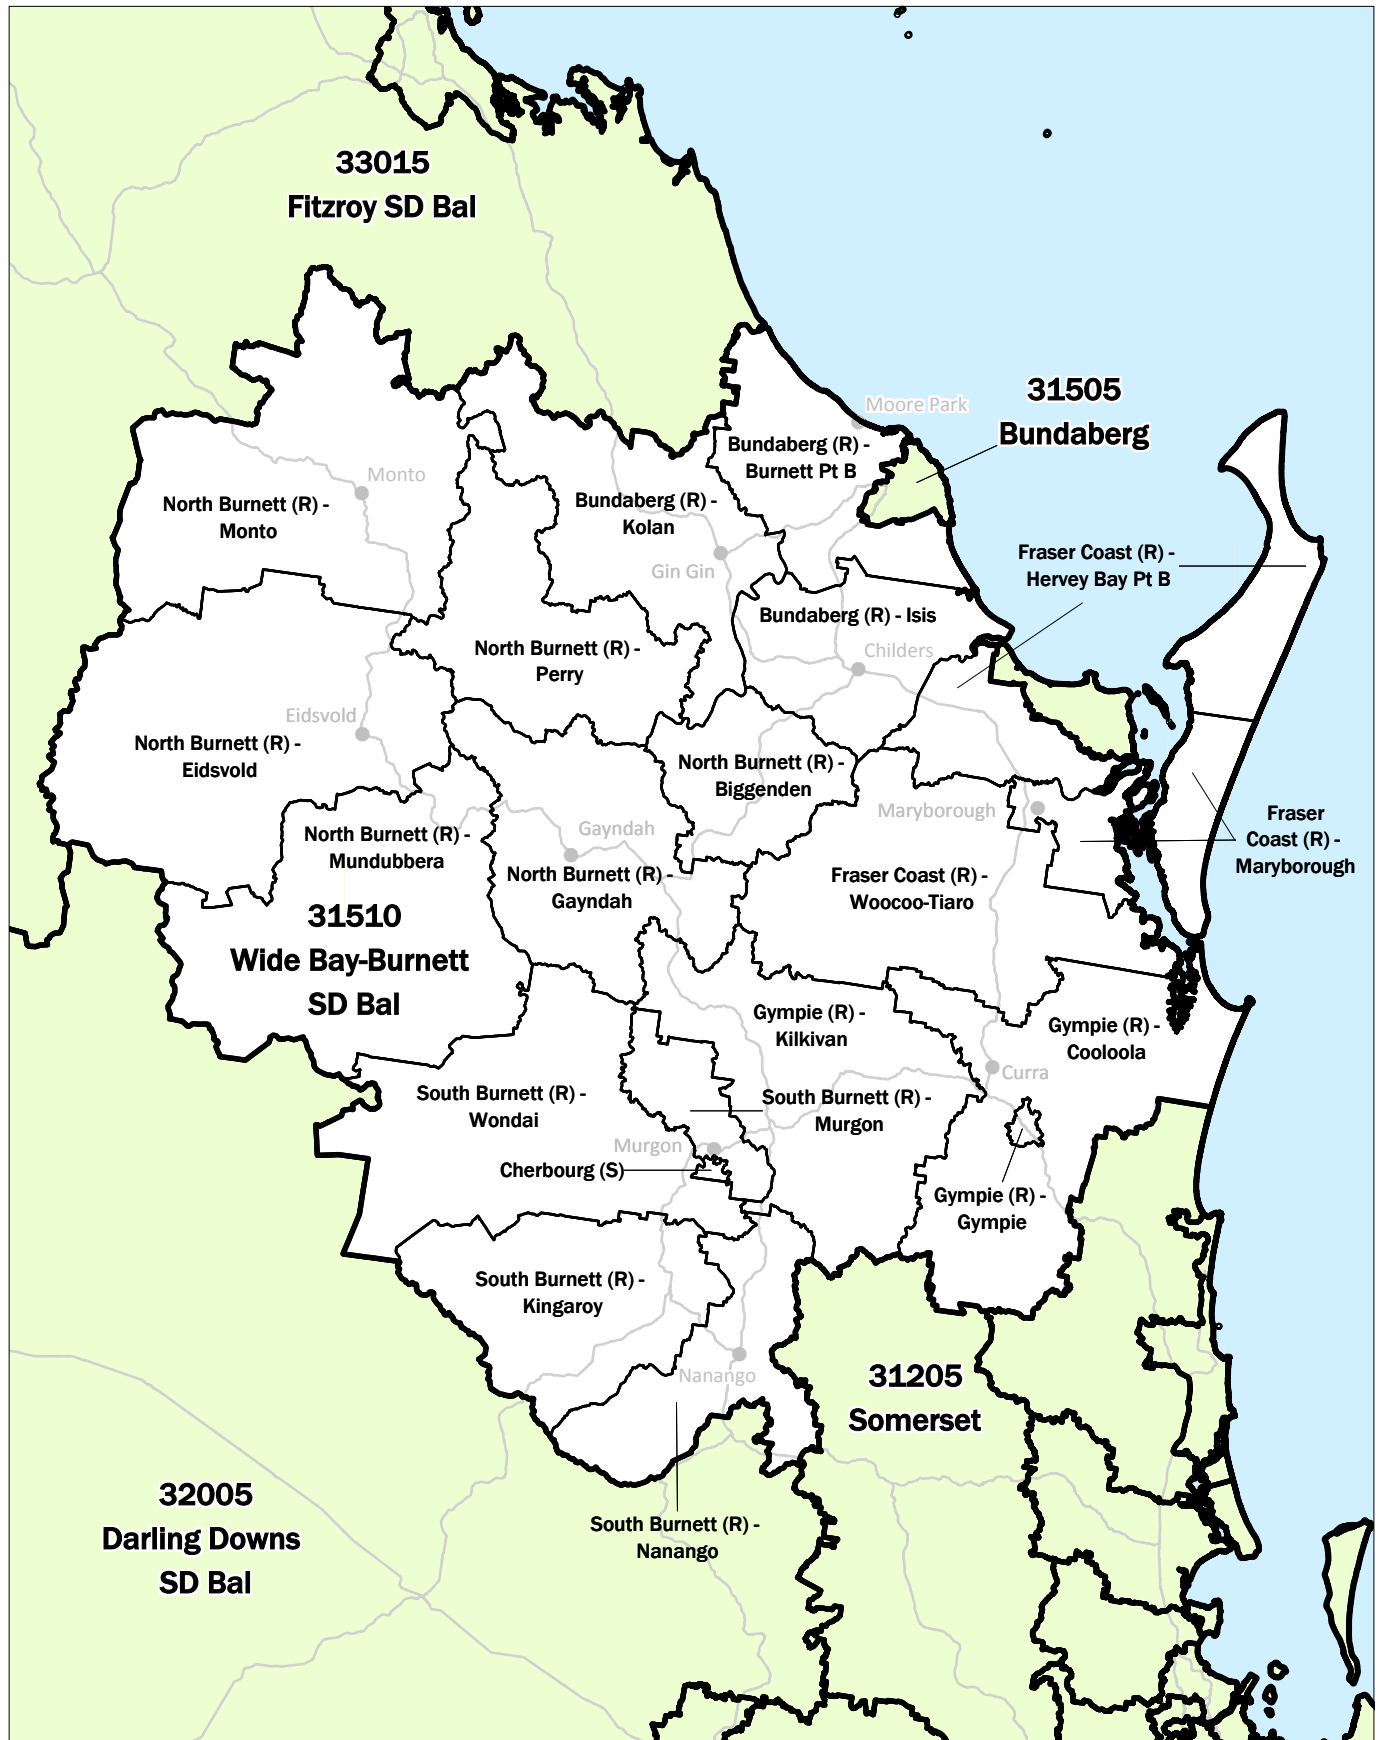 33015
Fitzroy SD Bal
31505
Bundaberg
Moore Park
Bundaberg (R) -
Burnett Pt B
Monto
North Burnett (R) -
Monto
Bundaberg (R) -
Kolan
Gin Gin
Fraser Coast (R) -
Hervey Bay Pt B
Bundaberg (R) - Isis
Childers
North Burnett (R) -
Perry
Eidsvold
North Burnett (R) -
Eidsvold
North Burnett (R) -
Biggenden
Maryborough
Fraser
Coast (R) -
Maryborough
North Burnett (R) -
Mundubbera
Gayndah
North Burnett (R) -
Gayndah
Fraser Coast (R) -
Woocoo-Tiaro
31510
Wide Bay-Burnett
SD Bal
Gympie (R) -
Kilkivan
Gympie (R) -
Cooloola
Curra
South Burnett (R) -
Wondai
South Burnett (R) -
Murgon
Murgon
Cherbourg (S)
Gympie (R) -
Gympie
South Burnett (R) -
Kingaroy
Nanango
31205
Somerset
32005
Darling Downs
SD Bal
South Burnett (R) -
Nanango